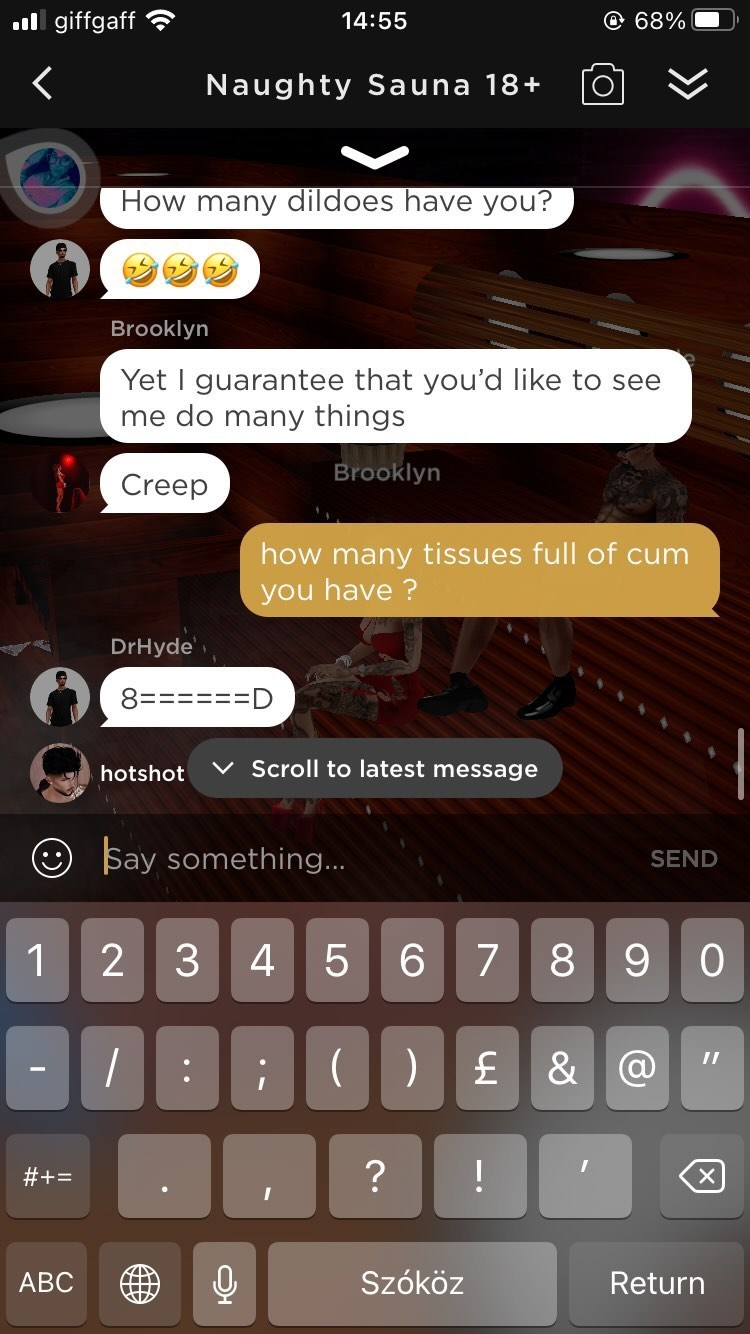 giffgaff 14:55 68%
Naughty Sauna 18+
How many dildoes have you?
🤣🤣🤣
Brooklyn
Yet I guarantee that you’d like to see
me do many things
Creep
Brooklyn
how many tissues full of cum
you have ?
DrHyde
8======D
hotshot
Scroll to latest message
Say something...
SEND
1 2 3 4 5 6 7 8 9 0
- / : ; ( ) £ & @ "
#+= . , ? ! '
ABC Szóköz Return